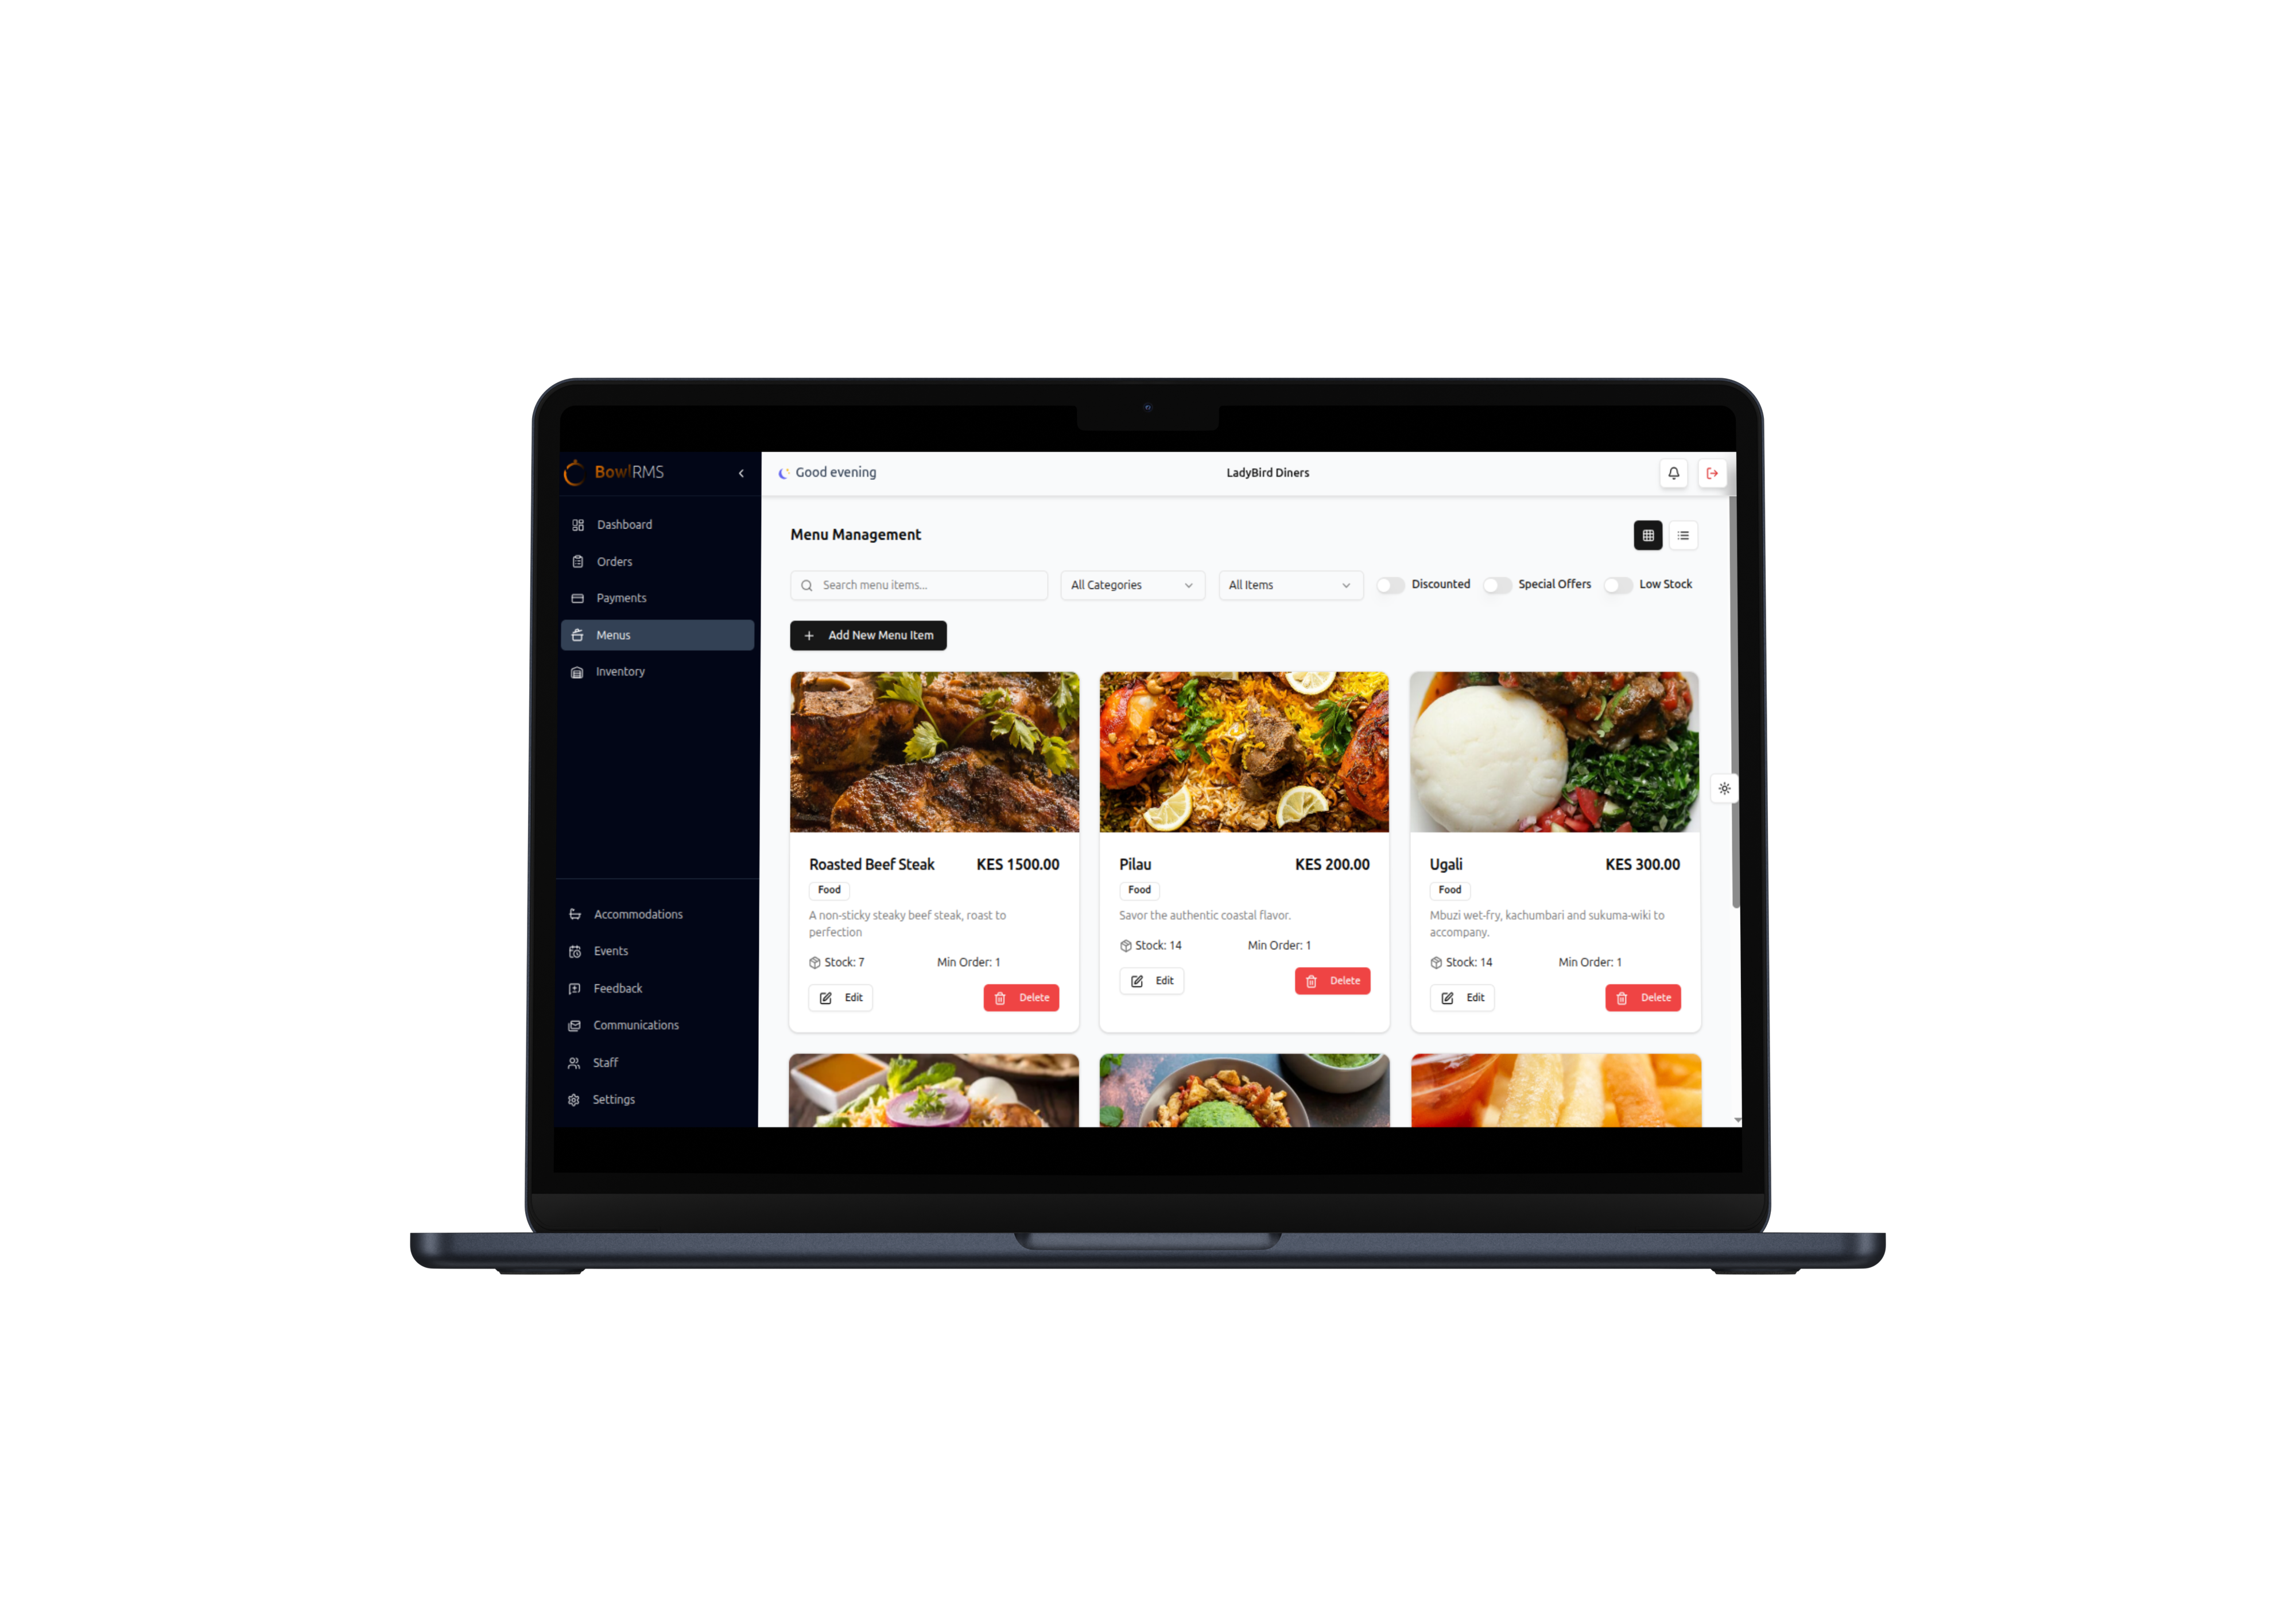 BowlRMS
Dashboard
Orders
Payments
Menus
Inventory
Accommodations
Events
Feedback
Communications
Staff
Settings
Good evening
LadyBird Diners
Menu Management
Search menu items...
All Categories
All Items
Discounted
Special Offers
Low Stock
+ Add New Menu Item
Roasted Beef Steak
KES 1500.00
Food
A non-sticky steaky beef steak, roast to
perfection
Stock: 7
Min Order: 1
Edit
Delete
Pilau
KES 200.00
Food
Savor the authentic coastal flavor.
Stock: 14
Min Order: 1
Edit
Delete
Ugali
KES 300.00
Food
Mbuzi wet-fry, kachumbari and sukuma-wiki to
accompany.
Stock: 14
Min Order: 1
Edit
Delete